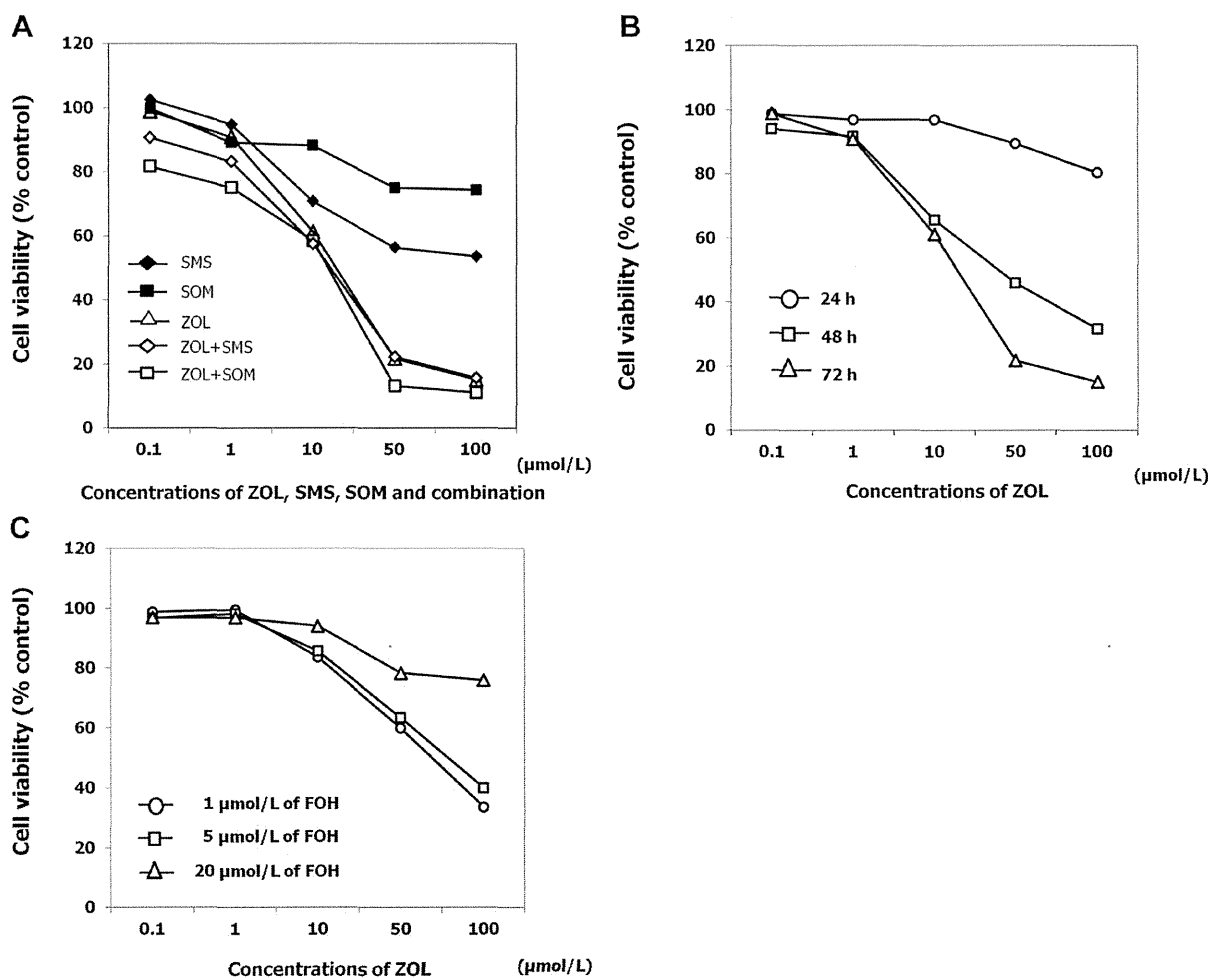 A
120
100
80
60
40
20
0
Cell viability (% control)
SMS
SOM
ZOL
ZOL+SMS
ZOL+SOM
0.1 1 10 50 100
(µmol/L)
Concentrations of ZOL, SMS, SOM and combination
B
120
100
80
60
40
20
0
Cell viability (% control)
24 h
48 h
72 h
0.1 1 10 50 100
(µmol/L)
Concentrations of ZOL
C
120
100
80
60
40
20
0
Cell viability (% control)
1 µmol/L of FOH
5 µmol/L of FOH
20 µmol/L of FOH
0.1 1 10 50 100
Concentrations of ZOL (µmol/L)